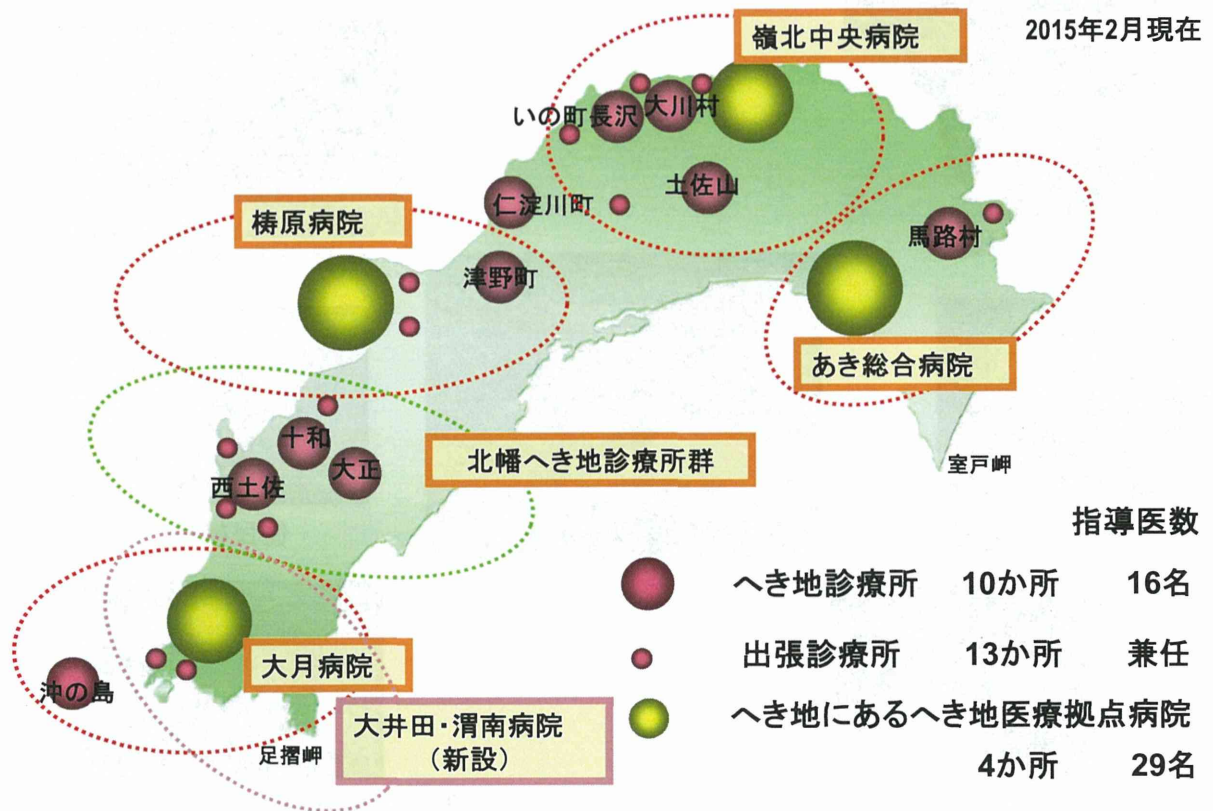 嶺北中央病院
2015年2月現在
いの町長沢
大川村
土佐山
仁淀川町
梼原病院
馬路村
津野町
あき総合病院
十和
大正
北幡へき地診療所群
西土佐
室戸岬
指導医数
へき地診療所 10か所 16名
出張診療所 13か所 兼任
大月病院
沖の島
へき地にあるへき地医療拠点病院
4か所 29名
大井田・渭南病院
（新設）
足摺岬